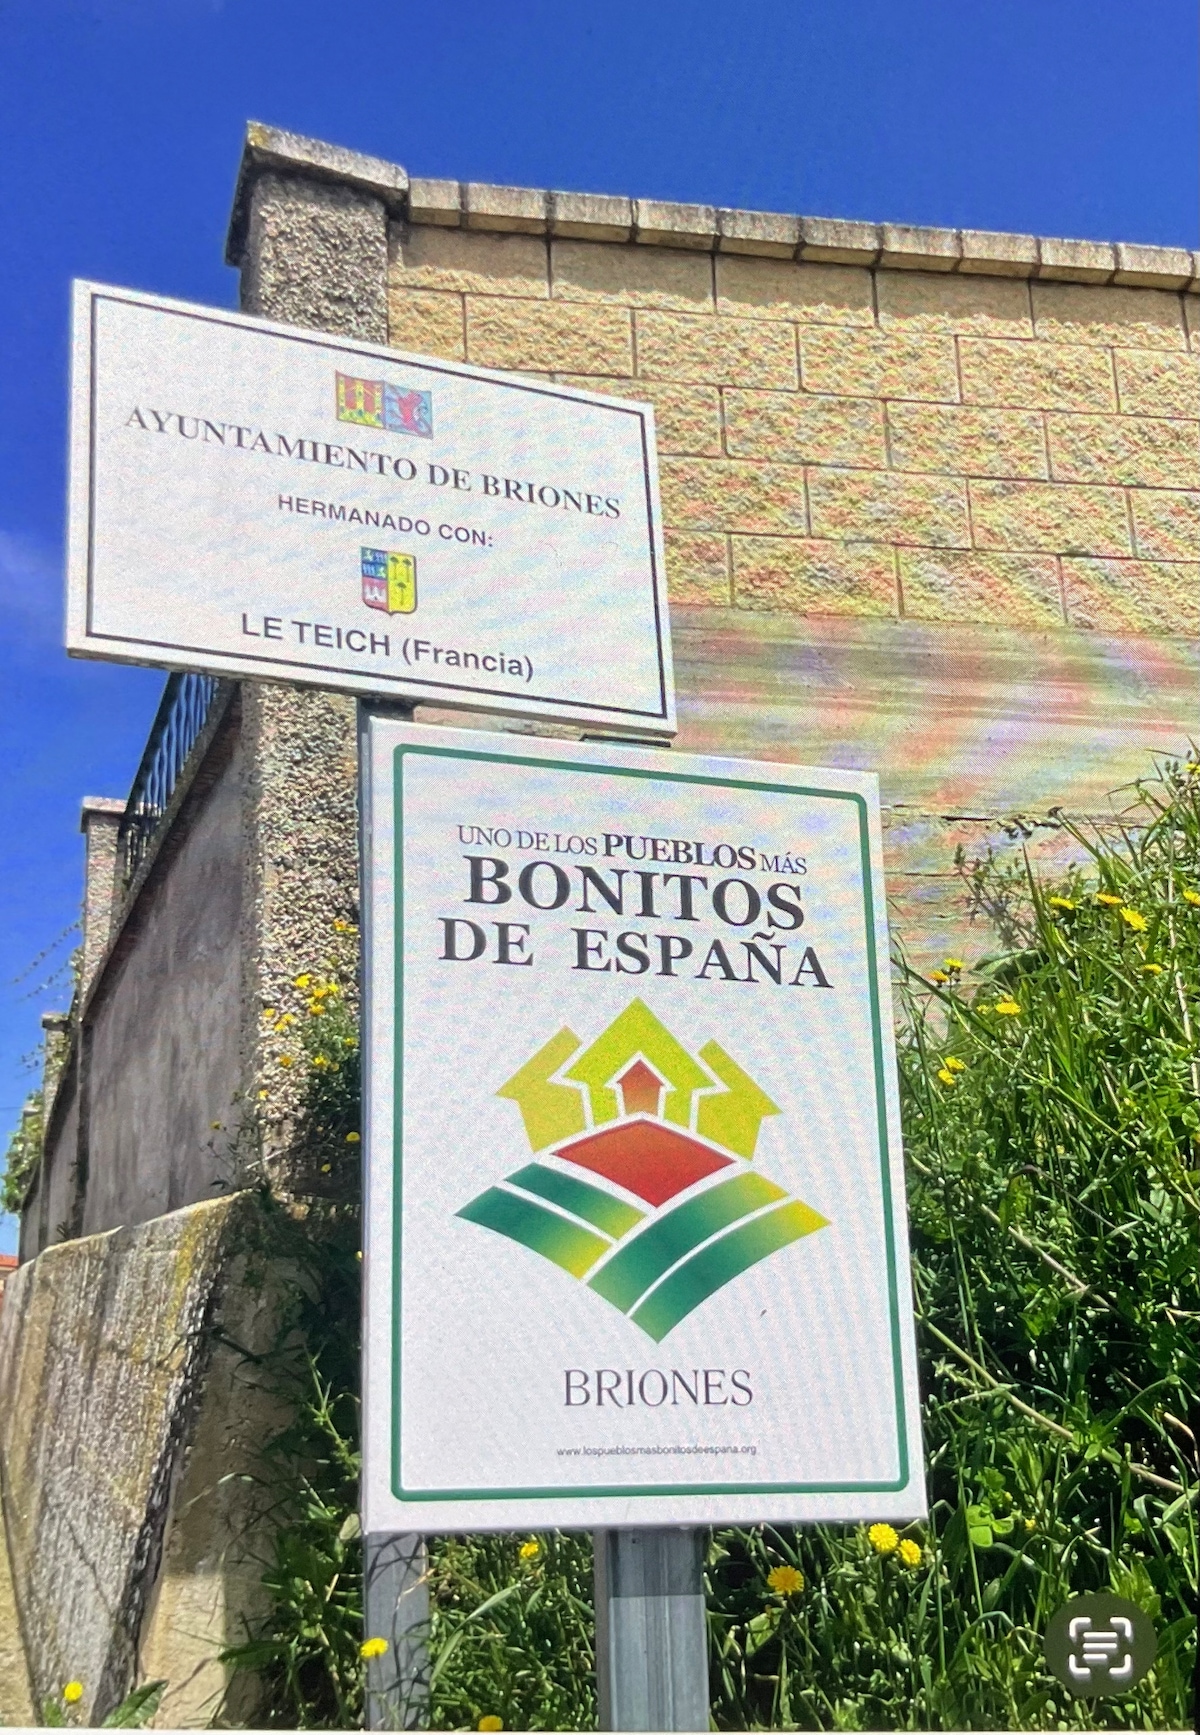 AYUNTAMIENTO DE BRIONES
HERMANADO CON:
LE TEICH (Francia)
UNO DE LOS PUEBLOS MÁS
BONITOS
DE ESPAÑA
BRIONES
www.lospueblosmasbonitosdeespana.org